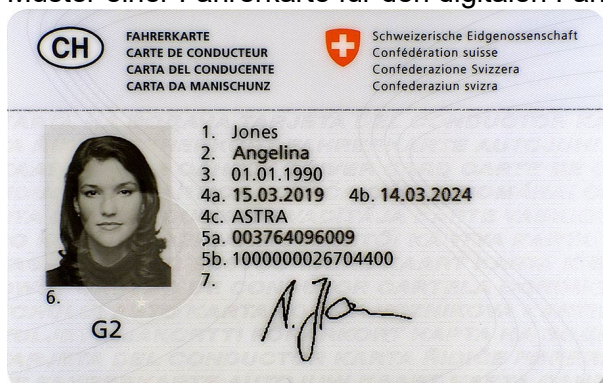 Muster einer Fahrerkarte für den digitalen
CH
FAHRERKARTE
CARTE DE CONDUCTEUR
CARTA DEL CONDUCENTE
CARTA DA MANISCHUNZ
Schweizerische Eidgenossenschaft
Confédération suisse
Confederazione Svizzera
Confederaziun svizra
1. Jones
2. Angelina
3. 01.01.1990
4a. 15.03.2019 4b. 14.03.2024
4c. ASTRA
5a. 003764096009
5b. 1000000026704400
7.
6.
G2